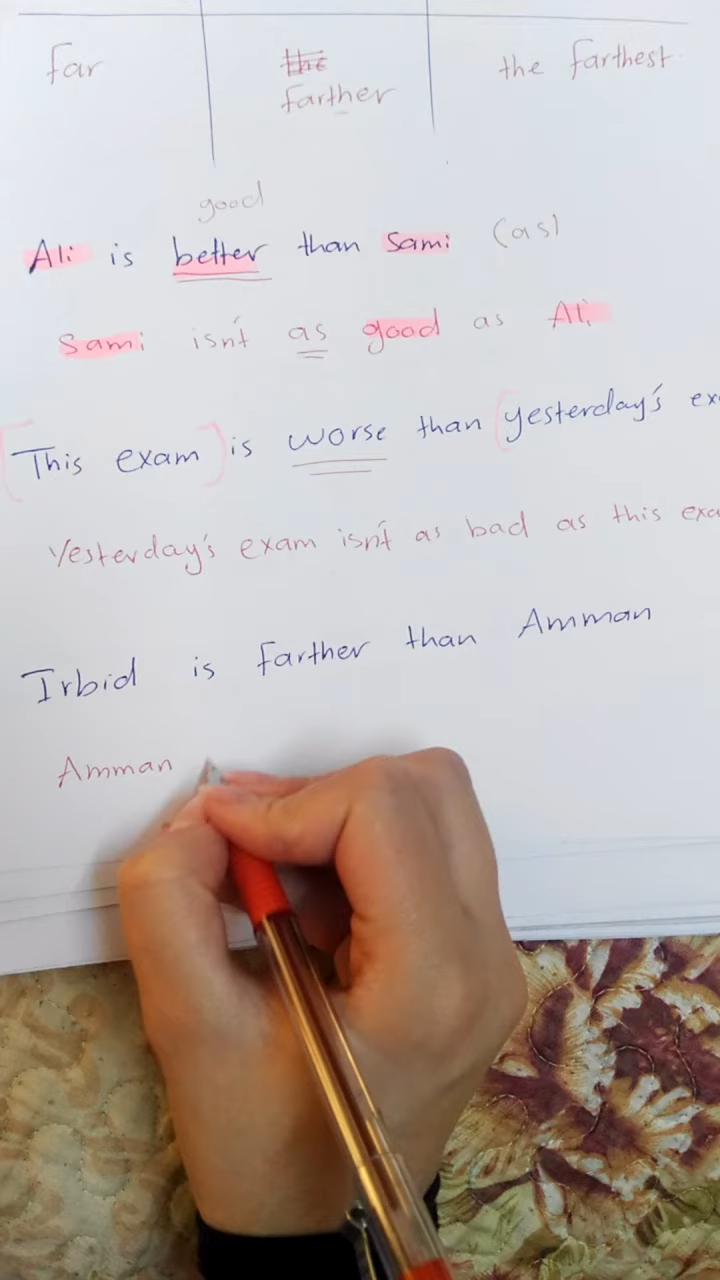 far the farthest
farther
good
Ali is better than Sami (as)
Sami isn't as good as Ali
(This exam) is worse than (yesterday's
Yesterday's exam isn't as bad as this
Irbid is farther than Amman
Amman